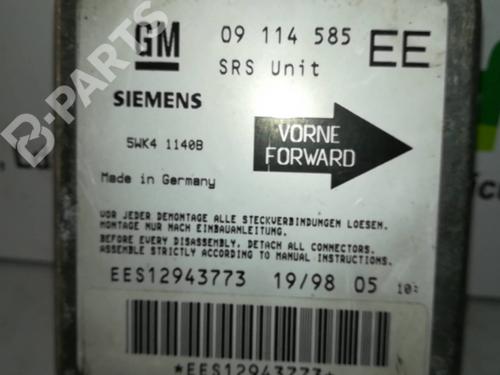 GM 09 114 585 EE
SRS Unit
SIEMENS
5WK4 1140B
VORNE
FORWARD
Made in Germany
VOR JEDER DEMONTAGE ALLE STECKVERBINDUNGEN LOESEN.
MONTAGE NUR NACH EINBAUANLEITUNG.
BEFORE EVERY DISASSEMBLY, DETACH ALL CONNECTORS.
ASSEMBLE STRICTLY ACCORDING TO MANUAL INSTRUCTIONS.
EES12943773 19/98 05
*EES12943773*
B-PARTS